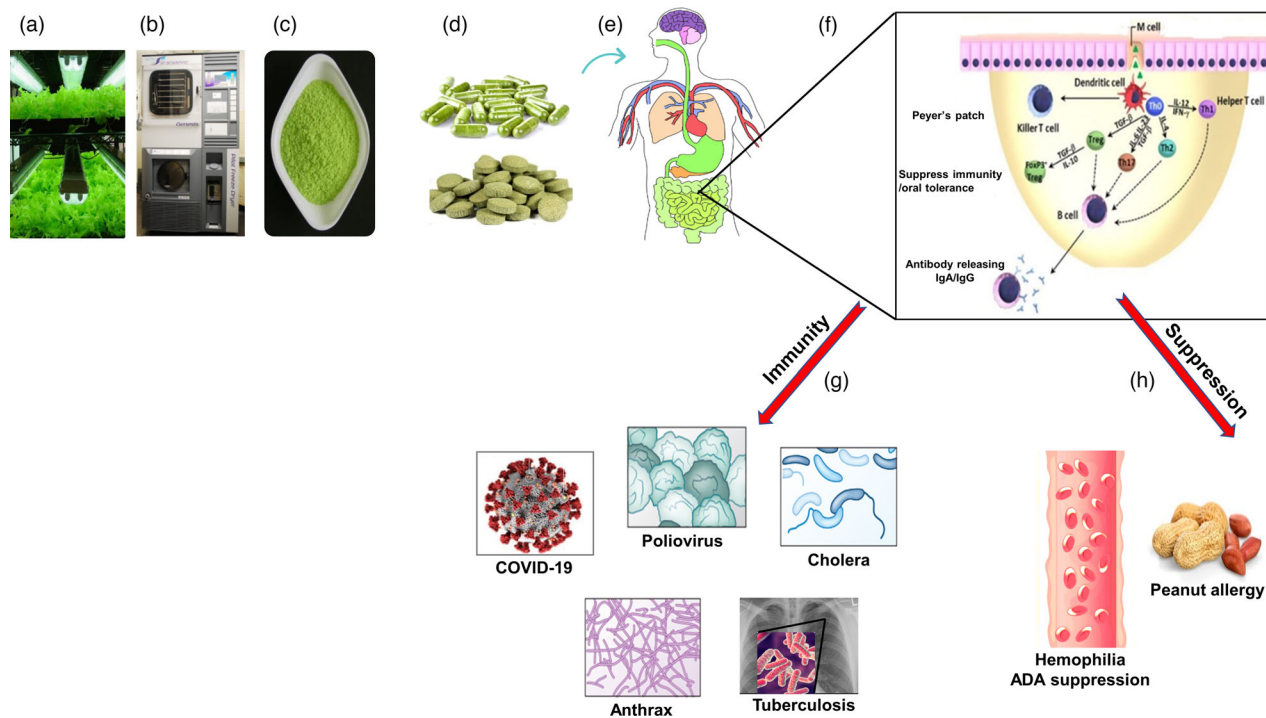 (a)
(b)
(c)
(d)
(e)
(f)
M cell
Dendritic cell
Killer T cell
Th0
IL-12
IFN-γ
Th1
Helper T cell
Peyer's patch
TGF-β
Treg
Th2
Th17
TGF-β
IL-10
FoxP3+
Treg
Suppress immunity
/oral tolerance
B cell
Antibody releasing
IgA/IgG
Immunity
(g)
Suppression
(h)
COVID-19
Poliovirus
Cholera
Anthrax
Tuberculosis
Hemophilia
ADA suppression
Peanut allergy